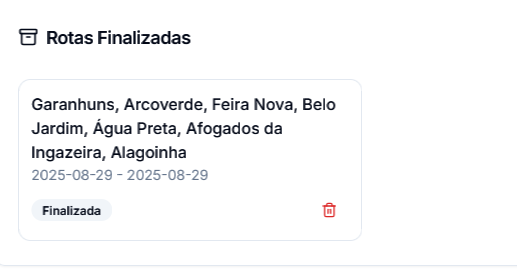 Rotas Finalizadas
Garanhuns, Arcoverde, Feira Nova, Belo
Jardim, Água Preta, Afogados da
Ingazeira, Alagoinha
2025-08-29 - 2025-08-29
Finalizada